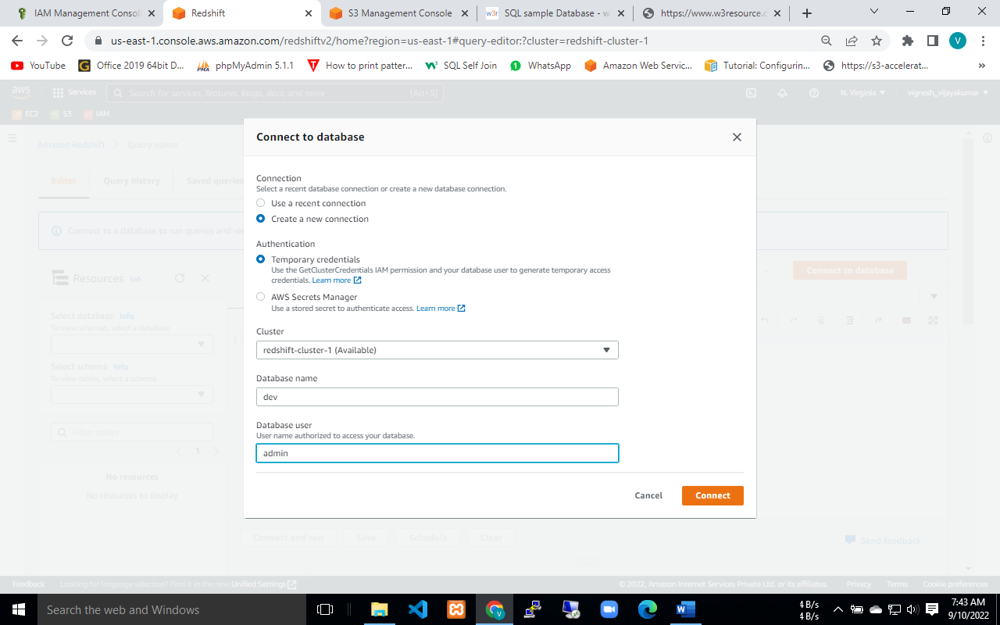 IAM Management Consol
Redshift
S3 Management Console
w3r
SQL sample Database - w
https://www.w3resource.c
us-east-1.console.aws.amazon.com/redshiftv2/home?region=us-east-1#query-editor:?cluster=redshift-cluster-1
V
YouTube
G
Office 2019 64bit D...
PMA
phpMyAdmin 5.1.1
How to print patter...
SQL Self Join
1
WhatsApp
Amazon Web Servic...
Tutorial: Configurin...
https://s3-accelerat...
»
aws
Services
Search for services, features, blogs, docs, and more
[Alt+S]
N. Virginia
vignesh_vijayakumar
EC2
S3
IAM
Amazon Redshift
Query editor
Editor
Query history
Saved queries
Connect to a database to run queries and vie
Resources
Info
Connect to database
Select database
Info
To view schemas, select a database
Select schema
Info
To view tables, select a schema
Filter tables
1
No resources
No resources to display
Connect to database
Connection
Select a recent database connection or create a new database connection.
Use a recent connection
Create a new connection
Authentication
Temporary credentials
Use the GetClusterCredentials IAM permission and your database user to generate temporary access
credentials. Learn more
AWS Secrets Manager
Use a stored secret to authenticate access. Learn more
Cluster
redshift-cluster-1 (Available)
Database name
dev
Database user
User name authorized to access your database.
admin
Cancel
Connect
Connect and run
Save
Schedule
Clear
Send feedback
Feedback
Looking for language selection? Find it in the new Unified Settings
© 2022, Amazon Internet Services Private Ltd. or its affiliates.
Privacy
Terms
Cookie preferences
Search the web and Windows
4 B/s
4 B/s
7:43 AM
9/10/2022